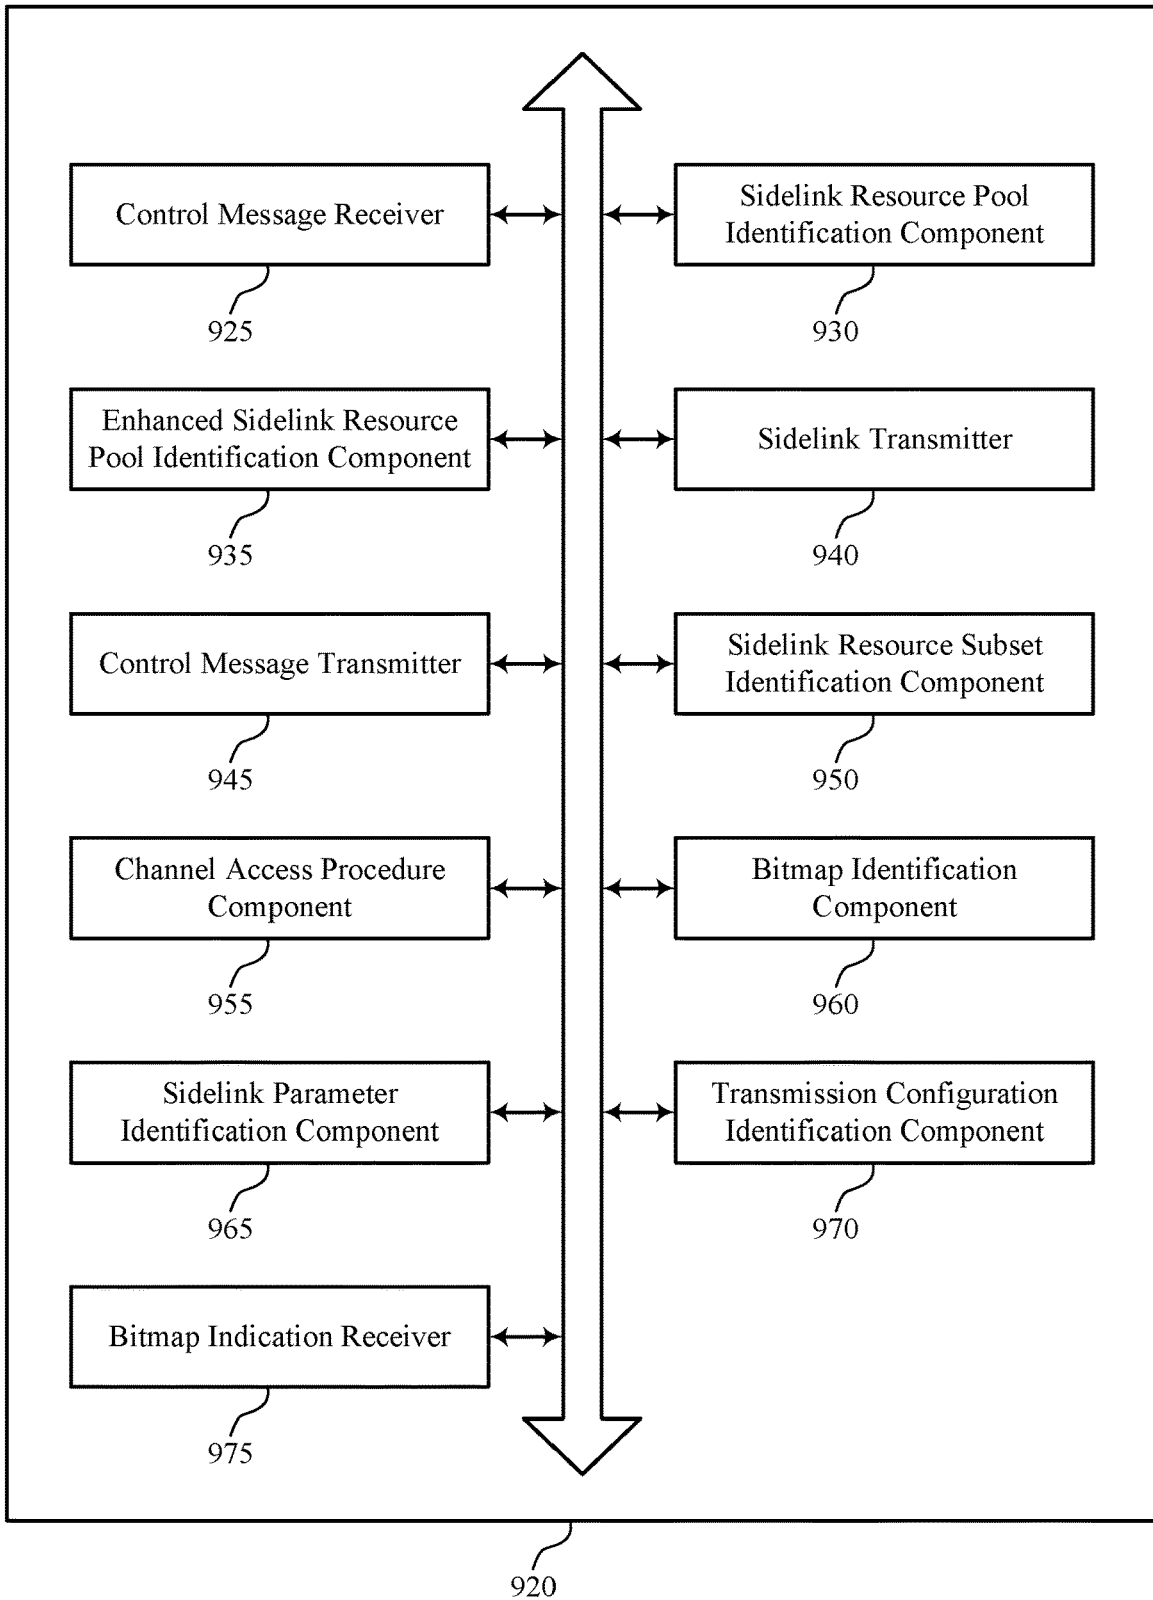 Control Message Receiver
925
Sidelink Resource Pool
Identification Component
930
Enhanced Sidelink Resource
Pool Identification Component
935
Sidelink Transmitter
940
Control Message Transmitter
945
Sidelink Resource Subset
Identification Component
950
Channel Access Procedure
Component
955
Bitmap Identification
Component
960
Sidelink Parameter
Identification Component
965
Transmission Configuration
Identification Component
970
Bitmap Indication Receiver
975
920